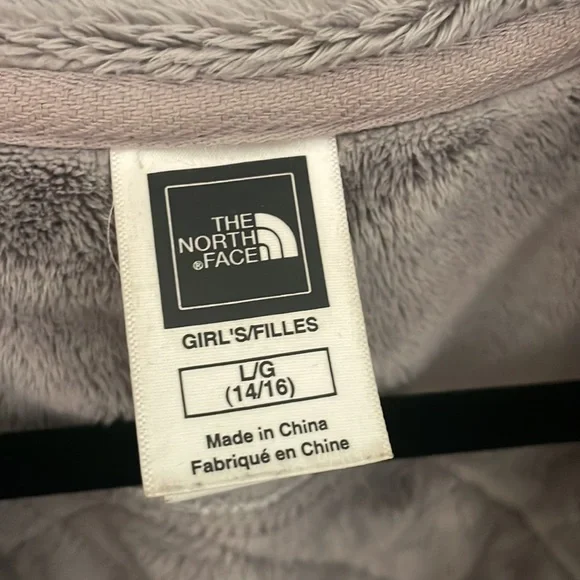 THE
NORTH
®FACE
GIRL'S/FILLES
L/G
(14/16)
Made in China
Fabriqué en Chine